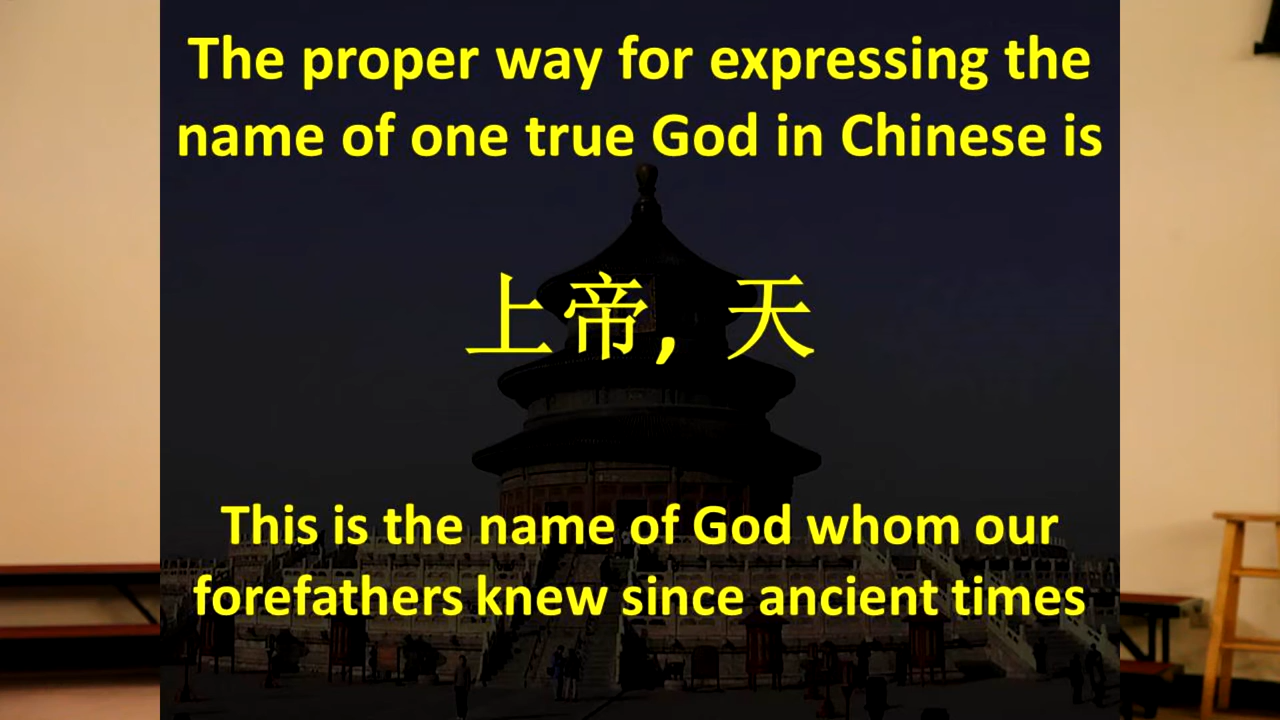 The proper way for expressing the
name of one true God in Chinese is
上帝, 天
This is the name of God whom our
forefathers knew since ancient times